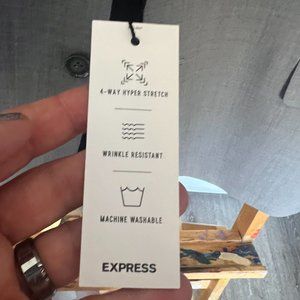 4-WAY HYPER STRETCH
WRINKLE RESISTANT
MACHINE WASHABLE
EXPRESS